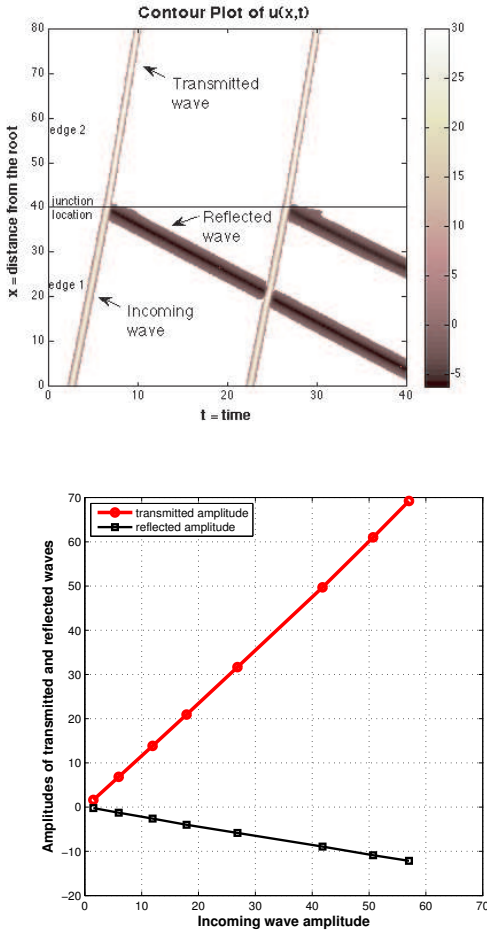 Contour Plot of u(x,t)
x = distance from the root
80
70
60
50
40
30
20
10
0
0
10
20
30
40
t = time
Transmitted
wave
edge 2
junction
location
Reflected
wave
edge 1
Incoming
wave
30
25
20
15
10
5
0
-5
Amplitudes of transmitted and reflected waves
70
60
50
40
30
20
10
0
−10
−20
transmitted amplitude
reflected amplitude
0
10
20
30
40
50
60
70
Incoming wave amplitude